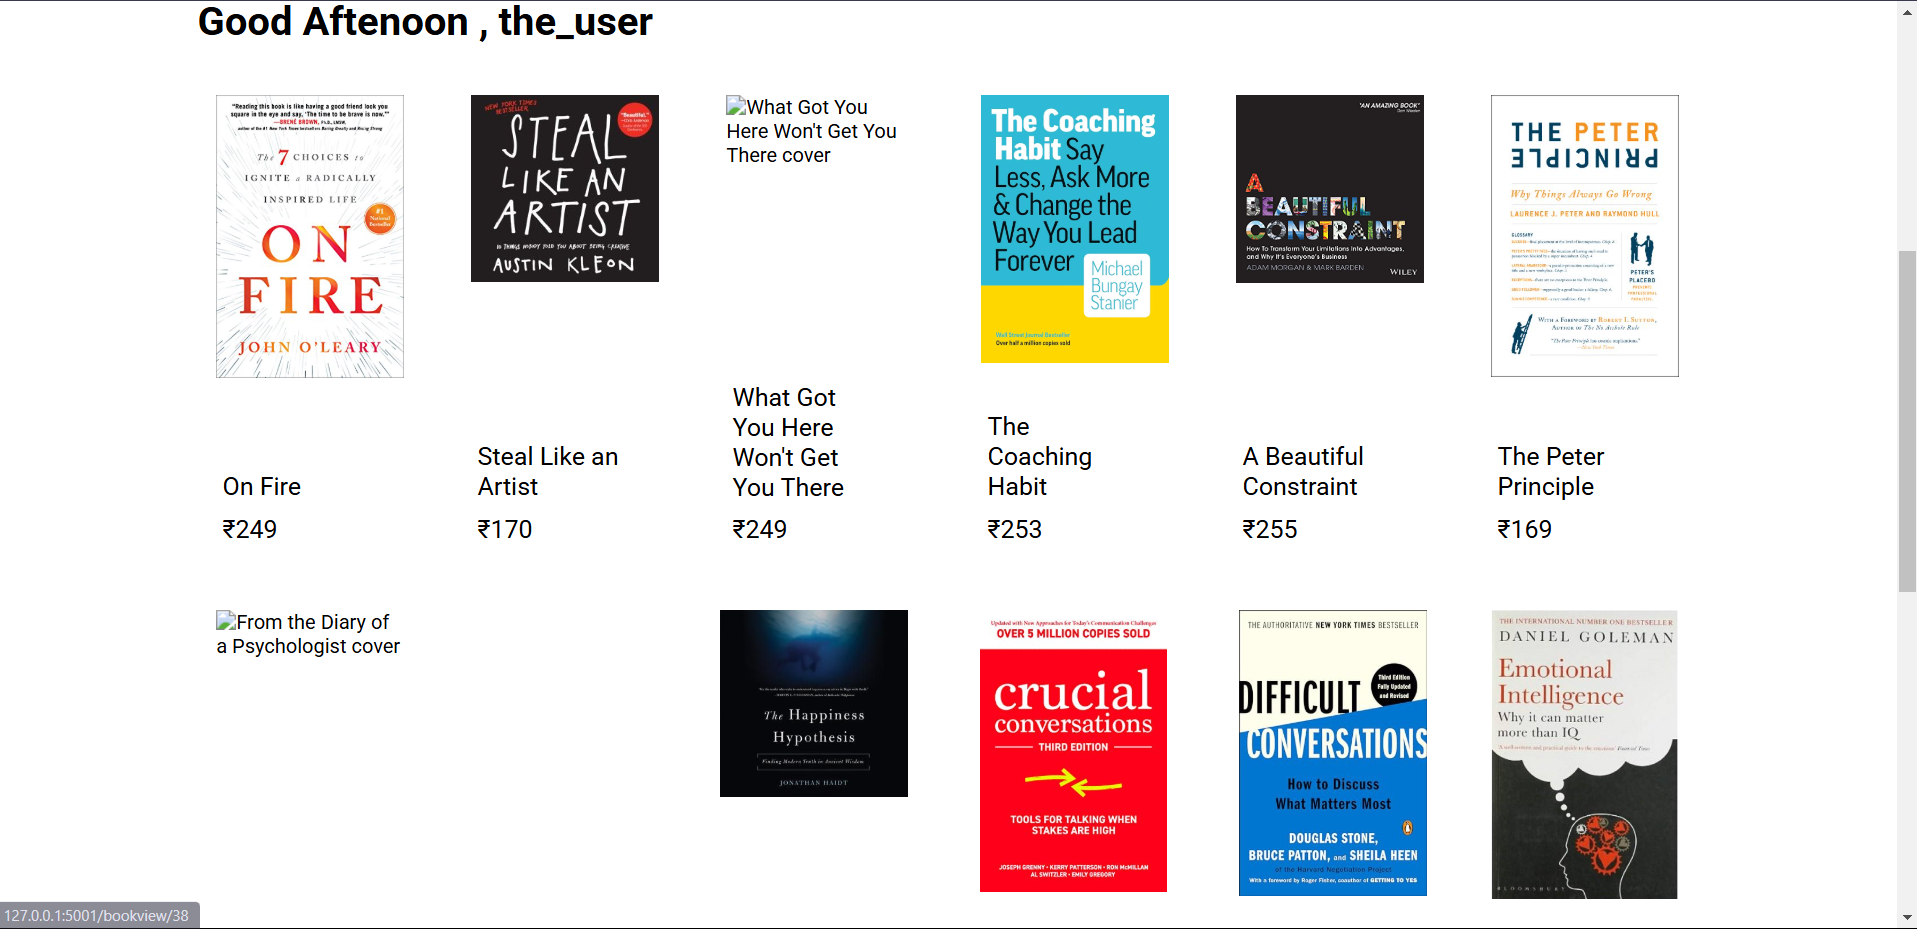 Good Aftenoon , the_user
"Reading this book is like having a good friend look you
square in the eye and say, 'The time to be brave is now.'"
—BRENÉ BROWN, Ph.D., LMSW,
author of the #1 New York Times bestsellers Daring Greatly and Rising Strong
The 7 CHOICES to
IGNITE a RADICALLY
INSPIRED LIFE
#1
National
Bestseller
ON
FIRE
JOHN O'LEARY
NEW YORK TIMES
BESTSELLER
"Beautiful."
STEAL
LIKE AN
ARTIST
10 THINGS NOBODY TOLD YOU ABOUT BEING CREATIVE
AUSTIN KLEON
What Got You
Here Won't Get You
There cover
The Coaching
Habit Say
Less, Ask More
& Change the
Way You Lead
Forever
Michael
Bungay
Stanier
Wall Street Journal Bestseller
Over half a million copies sold
"AN AMAZING BOOK"
A
BEAUTIFUL
CONSTRAINT
How To Transform Your Limitations Into Advantages,
and Why It's Everyone's Business
ADAM MORGAN & MARK BARDEN
WILEY
THE PETER
PRINCIPLE
Why Things Always Go Wrong
LAURENCE J. PETER AND RAYMOND HULL
GLOSSARY
PETER'S
PLACEBO
WITH A FOREWORD BY ROBERT I. SUTTON,
AUTHOR OF The No Asshole Rule
On Fire
₹249
Steal Like an
Artist
₹170
What Got
You Here
Won't Get
You There
₹249
The
Coaching
Habit
₹253
A Beautiful
Constraint
₹255
The Peter
Principle
₹169
From the Diary of
a Psychologist cover
The Happiness
Hypothesis
Finding Modern Truth in Ancient Wisdom
JONATHAN HAIDT
Updated with New Approaches for Today's Communication Challenges
OVER 5 MILLION COPIES SOLD
crucial
conversations
THIRD EDITION
TOOLS FOR TALKING WHEN
STAKES ARE HIGH
JOSEPH GRENNY • KERRY PATTERSON • RON McMILLAN
AL SWITZLER • EMILY GREGORY
THE AUTHORITATIVE NEW YORK TIMES BESTSELLER
Third Edition
Fully Updated
and Revised
DIFFICULT
CONVERSATIONS
How to Discuss
What Matters Most
DOUGLAS STONE,
BRUCE PATTON, and SHEILA HEEN
of the Harvard Negotiation Project
With a foreword by Roger Fisher, coauthor of GETTING TO YES
THE INTERNATIONAL NUMBER ONE BESTSELLER
DANIEL GOLEMAN
Emotional
Intelligence
Why it can matter
more than IQ
'A well-written and practical guide to the emotions' Financial Times
BLOOMSBURY
127.0.0.1:5001/bookview/38